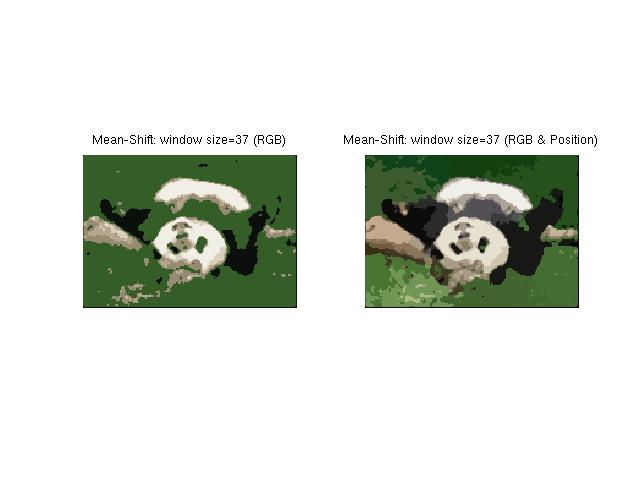 Mean-Shift: window size=37 (RGB)
Mean-Shift: window size=37 (RGB & Position)